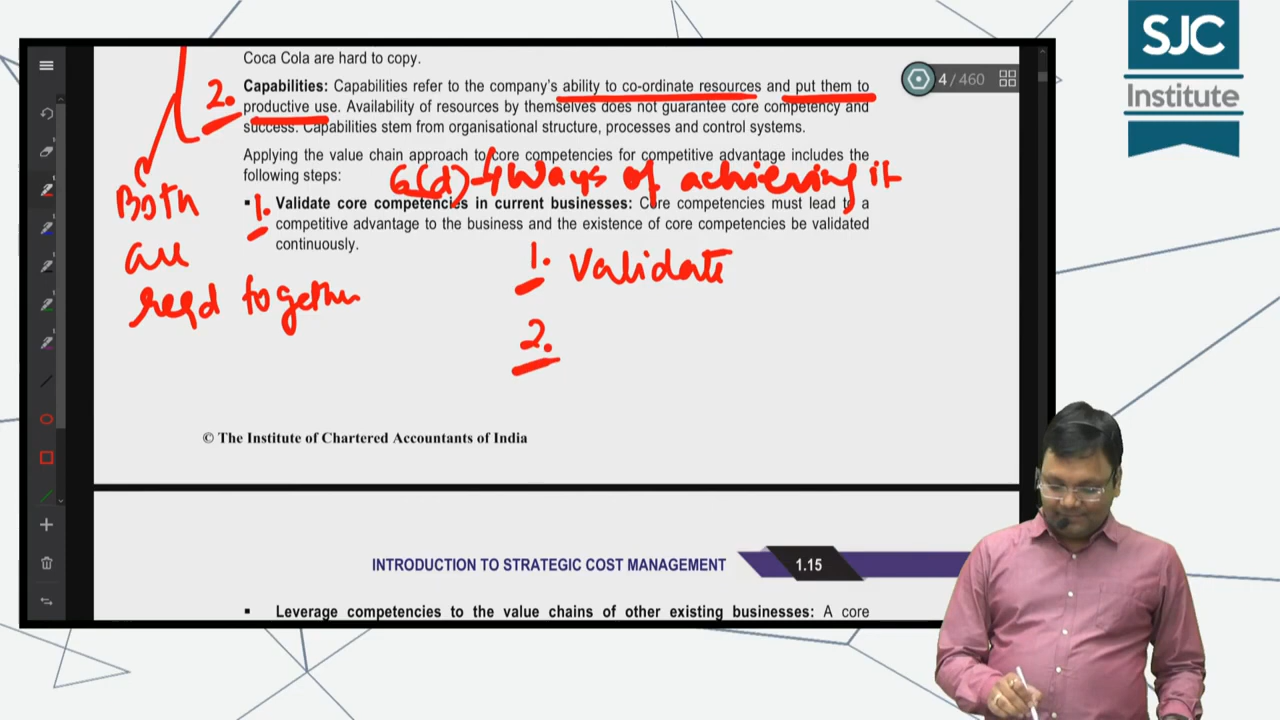 Coca Cola are hard to copy.
2. Capabilities: Capabilities refer to the company's ability to co-ordinate resources and put them to
productive use. Availability of resources by themselves does not guarantee core competency and
success. Capabilities stem from organisational structure, processes and control systems.
Applying the value chain approach to core competencies for competitive advantage includes the
following steps:
6(d) - 4 Ways of achieving it
▪ 1. Validate core competencies in current businesses: Core competencies must lead to a
competitive advantage to the business and the existence of core competencies be validated
continuously.
Both
are
reqd together
1. Validate
2.
© The Institute of Chartered Accountants of India
INTRODUCTION TO STRATEGIC COST MANAGEMENT 1.15
▪ Leverage competencies to the value chains of other existing businesses: A core
4 / 460
SJC
Institute